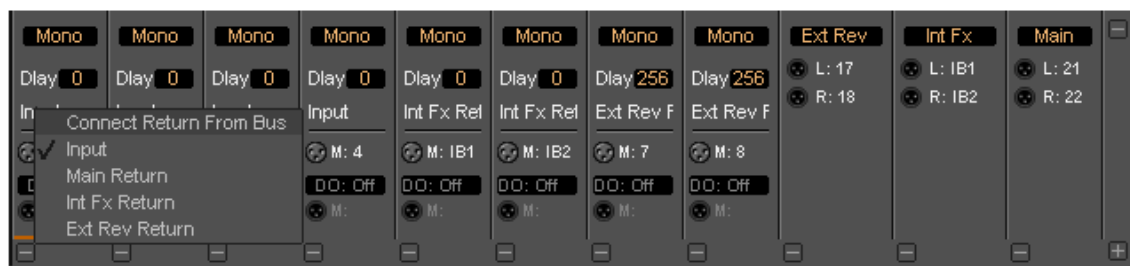 Mono Mono Mono Mono Mono Mono Mono Mono Ext Rev Int Fx Main
Dlay 0 Dlay 0 Dlay 0 Dlay 0 Dlay 0 Dlay 0 Dlay 256 Dlay 256 L: 17 L: IB1 L: 21
R: 18 R: IB2 R: 22
Input Int Fx Ret Int Fx Ret Ext Rev F Ext Rev F
M: 4 M: IB1 M: IB2 M: 7 M: 8
DO: Off DO: Off DO: Off DO: Off DO: Off
M: M: M: M: M:
Connect Return From Bus
Input
Main Return
Int Fx Return
Ext Rev Return